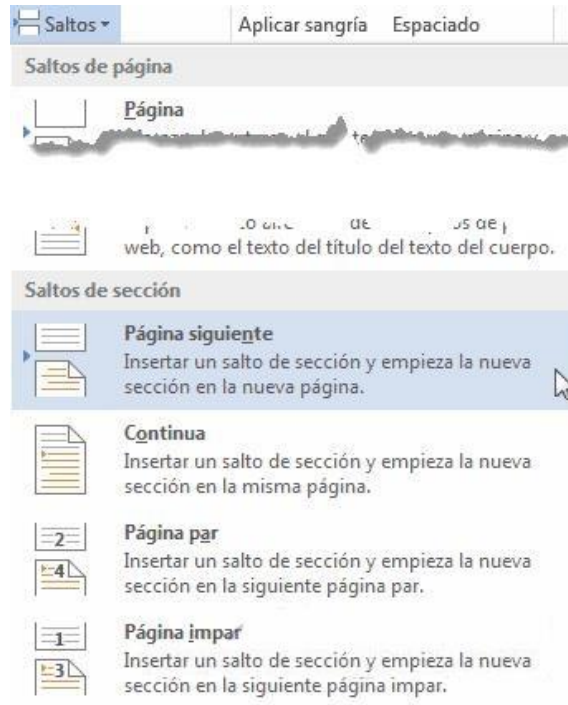 Saltos Aplicar sangría Espaciado
Saltos de página
Página
web, como el texto del título del texto del cuerpo.
Saltos de sección
Página siguiente
Insertar un salto de sección y empieza la nueva
sección en la nueva página.
Continua
Insertar un salto de sección y empieza la nueva
sección en la misma página.
2
4
Página par
Insertar un salto de sección y empieza la nueva
sección en la siguiente página par.
1
3
Página impar
Insertar un salto de sección y empieza la nueva
sección en la siguiente página impar.